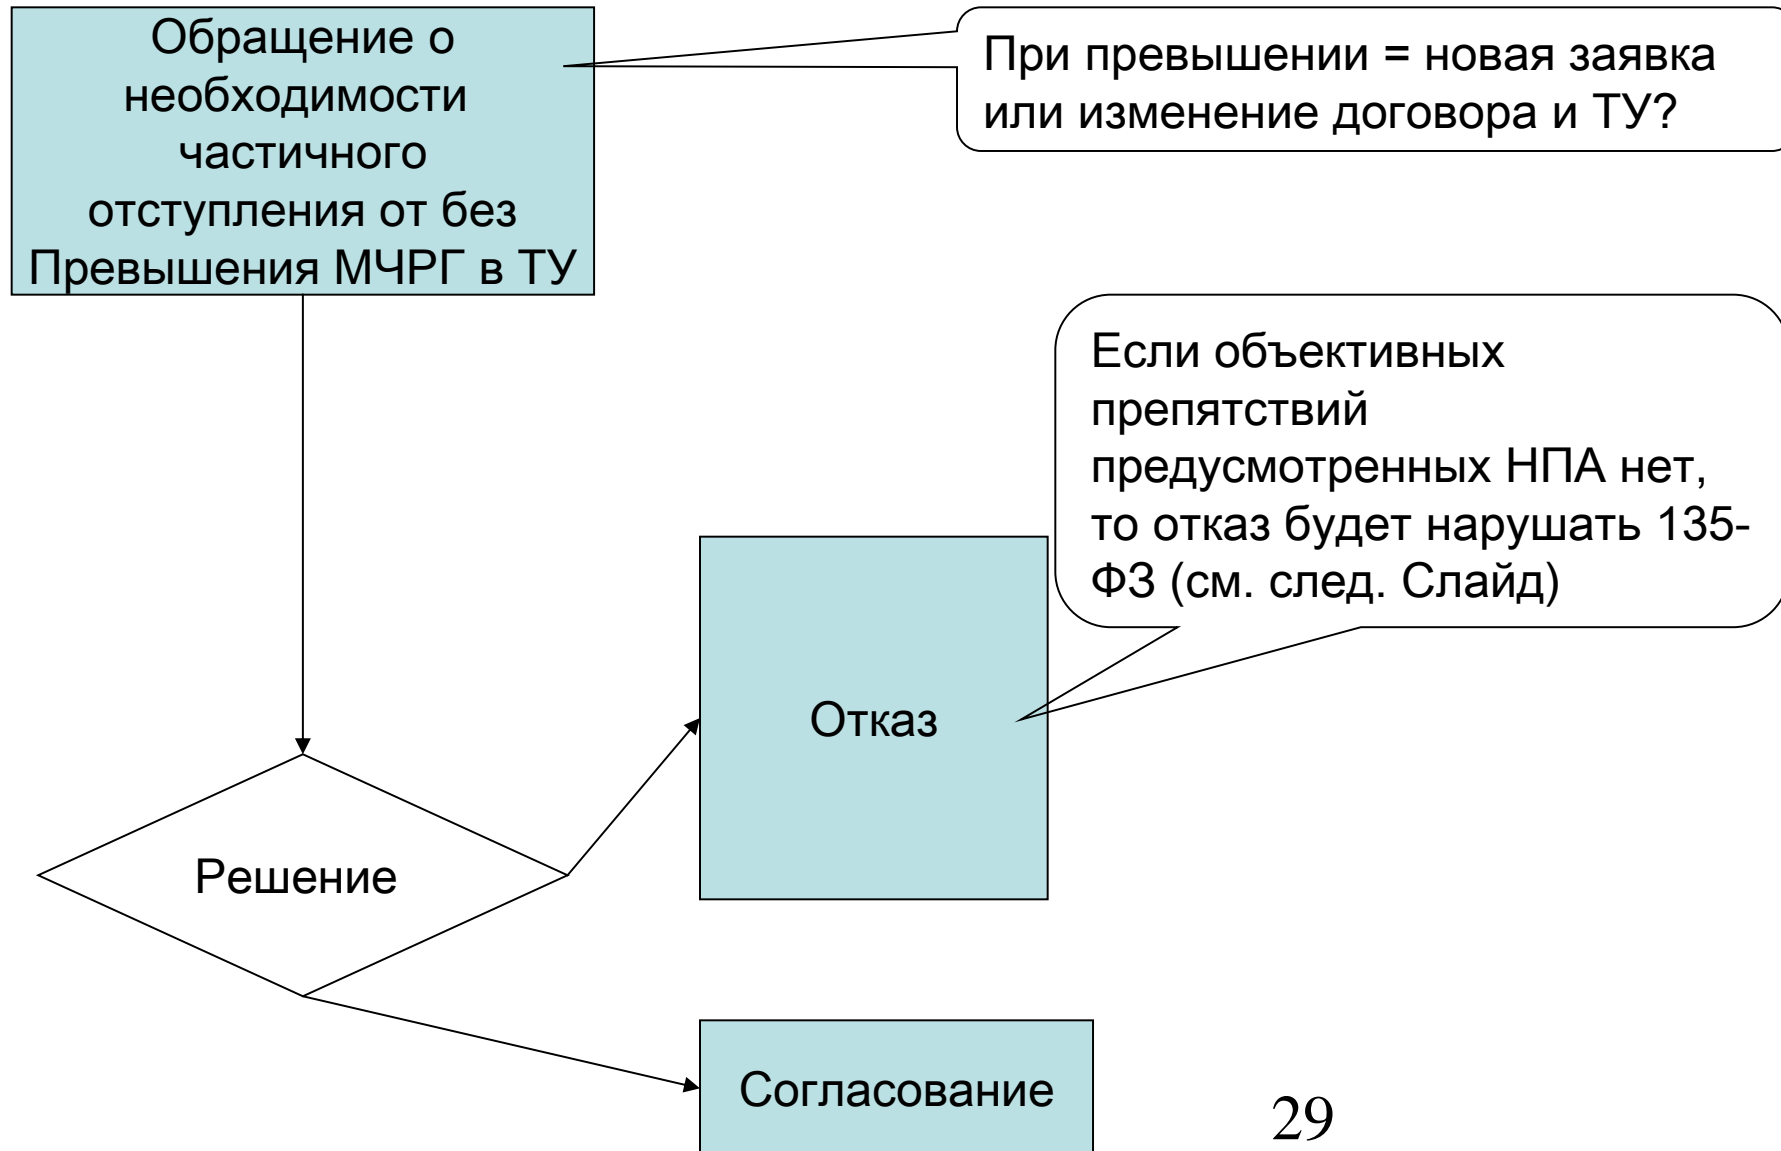 Обращение о
необходимости
частичного
отступления от без
Превышения МЧРГ в ТУ
При превышении = новая заявка
или изменение договора и ТУ?
Если объективных
препятствий
предусмотренных НПА нет,
то отказ будет нарушать 135-
ФЗ (см. след. Слайд)
Отказ
Решение
Согласование
29